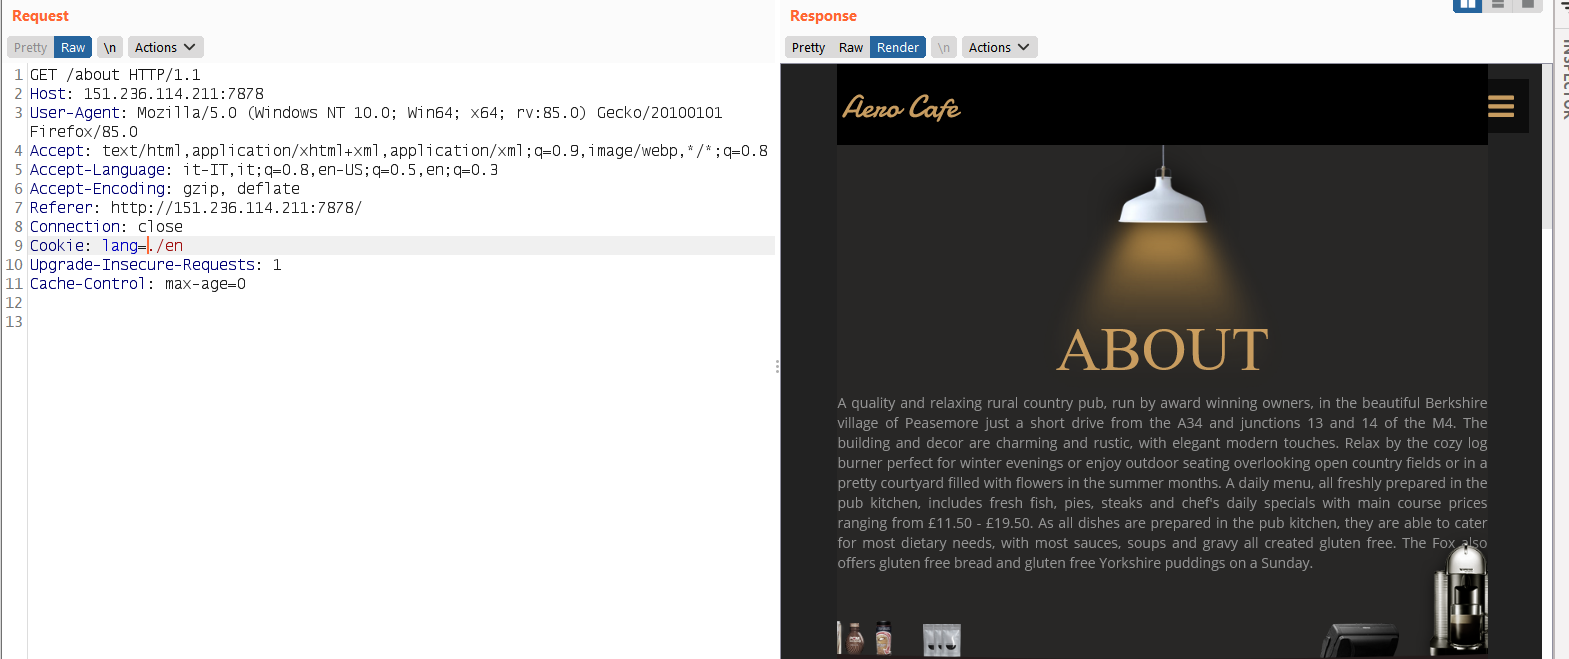 Request
Response
Pretty Raw \n Actions
Pretty Raw Render \n Actions
INSPECTOR
1 GET /about HTTP/1.1
2 Host: 151.236.114.211:7878
3 User-Agent: Mozilla/5.0 (Windows NT 10.0; Win64; x64; rv:85.0) Gecko/20100101
Firefox/85.0
4 Accept: text/html,application/xhtml+xml,application/xml;q=0.9,image/webp,*/*;q=0.8
5 Accept-Language: it-IT,it;q=0.8,en-US;q=0.5,en;q=0.3
6 Accept-Encoding: gzip, deflate
7 Referer: http://151.236.114.211:7878/
8 Connection: close
9 Cookie: lang=./en
10 Upgrade-Insecure-Requests: 1
11 Cache-Control: max-age=0
12
13
Aero Cafe
ABOUT
A quality and relaxing rural country pub, run by award winning owners, in the beautiful Berkshire
village of Peasemore just a short drive from the A34 and junctions 13 and 14 of the M4. The
building and decor are charming and rustic, with elegant modern touches. Relax by the cozy log
burner perfect for winter evenings or enjoy outdoor seating overlooking open country fields or in a
pretty courtyard filled with flowers in the summer months. A daily menu, all freshly prepared in the
pub kitchen, includes fresh fish, pies, steaks and chef's daily specials with main course prices
ranging from £11.50 - £19.50. As all dishes are prepared in the pub kitchen, they are able to cater
for most dietary needs, with most sauces, soups and gravy all created gluten free. The Fox also
offers gluten free bread and gluten free Yorkshire puddings on a Sunday.